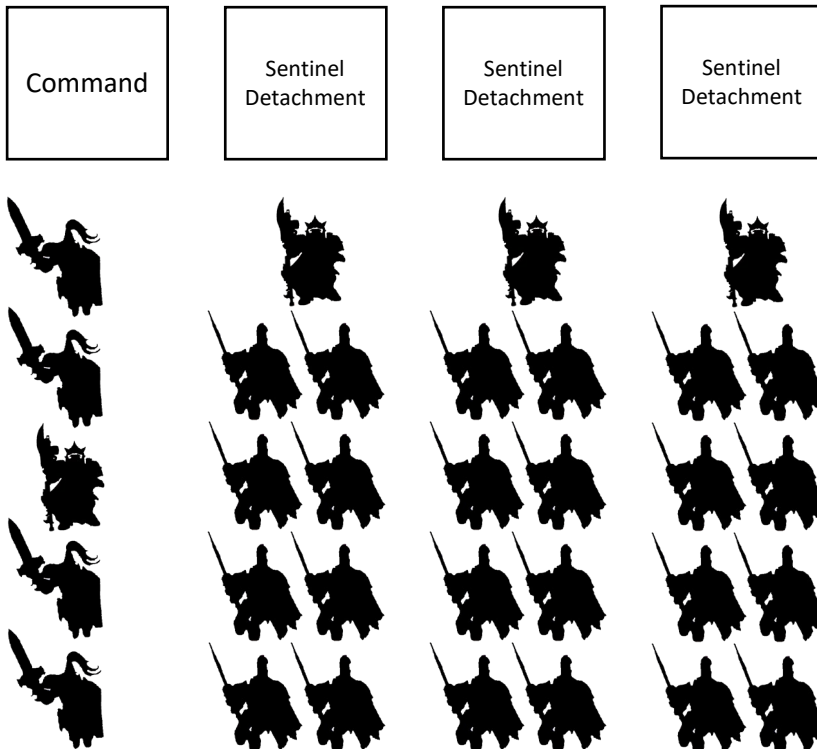 Command
Sentinel
Detachment
Sentinel
Detachment
Sentinel
Detachment